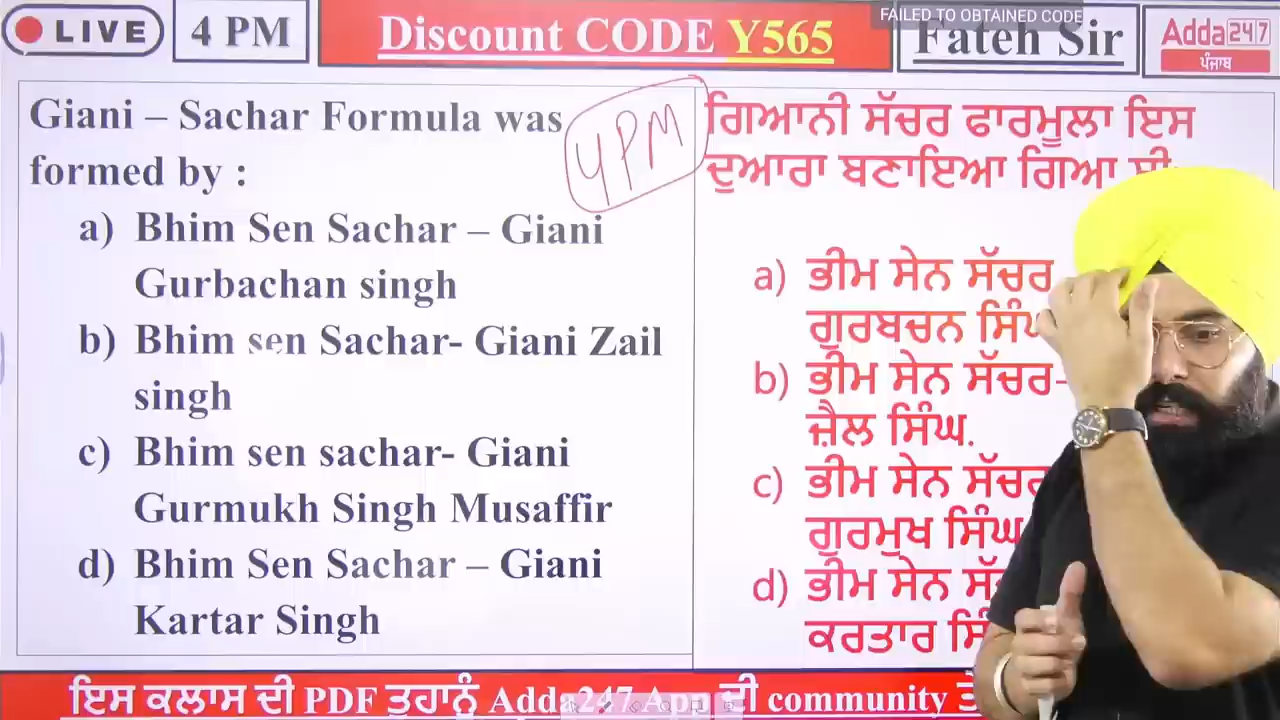 LIVE
4 PM
Discount CODE Y565
FAILED TO OBTAINED CODE
Fateh Sir
Adda247
ਪੰਜਾਬ
Giani – Sachar Formula was
formed by :
4PM
a) Bhim Sen Sachar – Giani
Gurbachan singh
b) Bhim sen Sachar- Giani Zail
singh
c) Bhim sen sachar- Giani
Gurmukh Singh Musaffir
d) Bhim Sen Sachar – Giani
Kartar Singh
ਗਿਆਨੀ ਸੱਚਰ ਫਾਰਮੂਲਾ ਇਸ
ਦੁਆਰਾ ਬਣਾਇਆ ਗਿਆ ਸੀ
a) ਭੀਮ ਸੇਨ ਸੱਚਰ
ਗੁਰਬਚਨ ਸਿੰਘ
b) ਭੀਮ ਸੇਨ ਸੱਚਰ-
ਜ਼ੈਲ ਸਿੰਘ.
c) ਭੀਮ ਸੇਨ ਸੱਚਰ
ਗੁਰਮੁਖ ਸਿੰਘ
d) ਭੀਮ ਸੇਨ
ਕਰਤਾਰ
ਇਸ ਕਲਾਸ ਦੀ PDF ਤੁਹਾਨੂੰ Adda247 App ਦੀ community ਤੇ